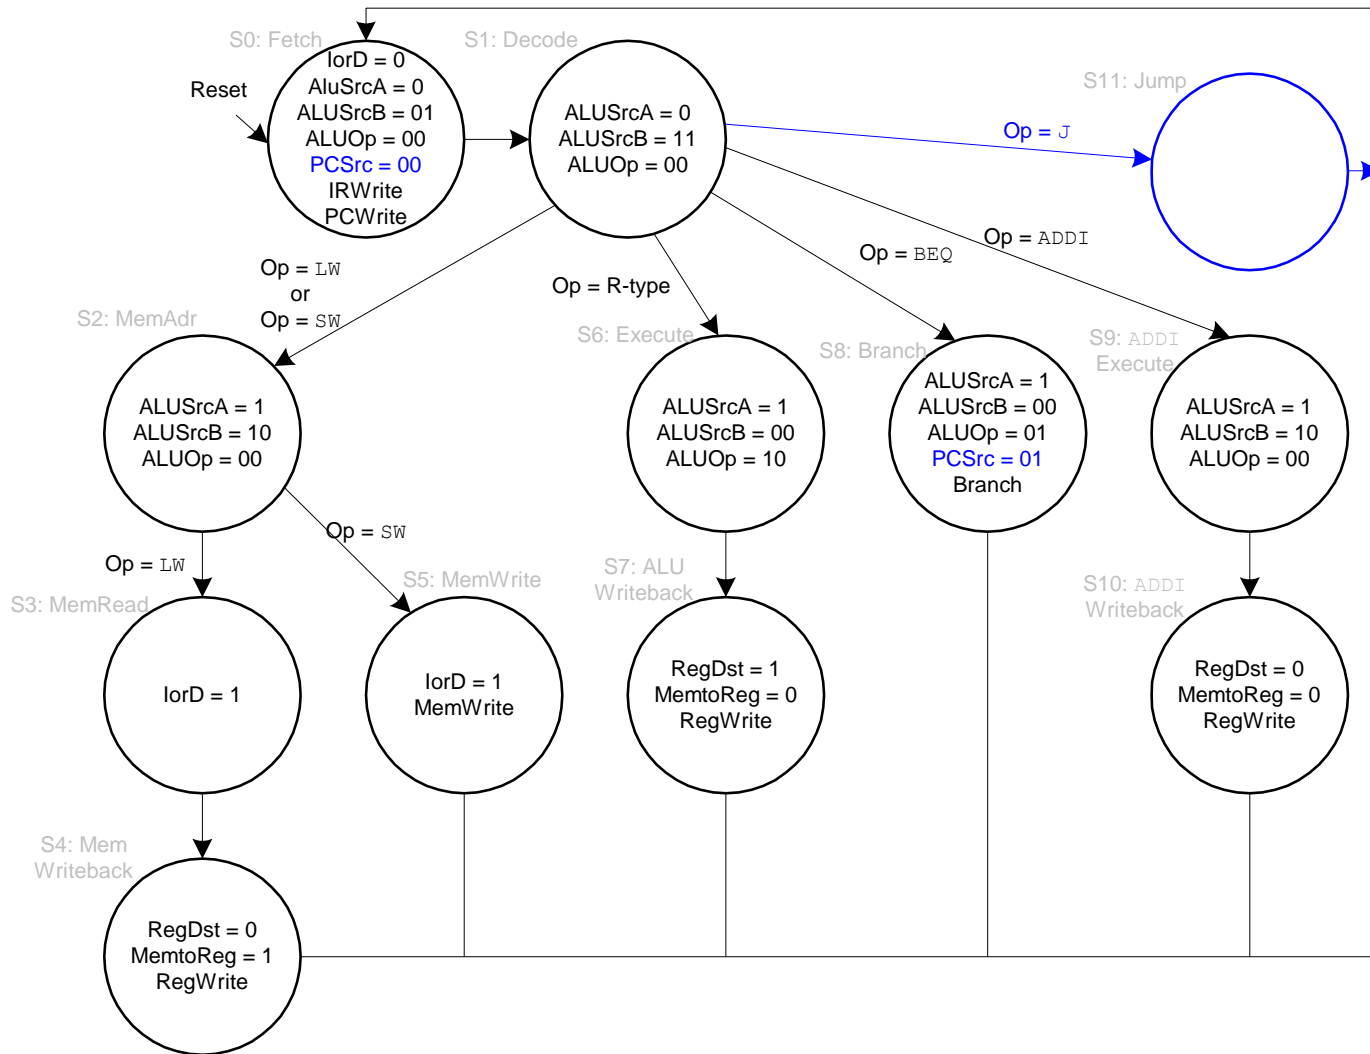 S0: Fetch
IorD = 0
AluSrcA = 0
ALUSrcB = 01
ALUOp = 00
PCSrc = 00
IRWrite
PCWrite
Reset
S1: Decode
ALUSrcA = 0
ALUSrcB = 11
ALUOp = 00
S11: Jump
Op = J
Op = ADDI
Op = BEQ
Op = R-type
Op = LW
or
Op = SW
S2: MemAdr
ALUSrcA = 1
ALUSrcB = 10
ALUOp = 00
S6: Execute
ALUSrcA = 1
ALUSrcB = 00
ALUOp = 10
S8: Branch
ALUSrcA = 1
ALUSrcB = 00
ALUOp = 01
PCSrc = 01
Branch
S9: ADDI
Execute
ALUSrcA = 1
ALUSrcB = 10
ALUOp = 00
Op = SW
Op = LW
S3: MemRead
IorD = 1
S5: MemWrite
IorD = 1
MemWrite
S7: ALU
Writeback
RegDst = 1
MemtoReg = 0
RegWrite
S10: ADDI
Writeback
RegDst = 0
MemtoReg = 0
RegWrite
S4: Mem
Writeback
RegDst = 0
MemtoReg = 1
RegWrite